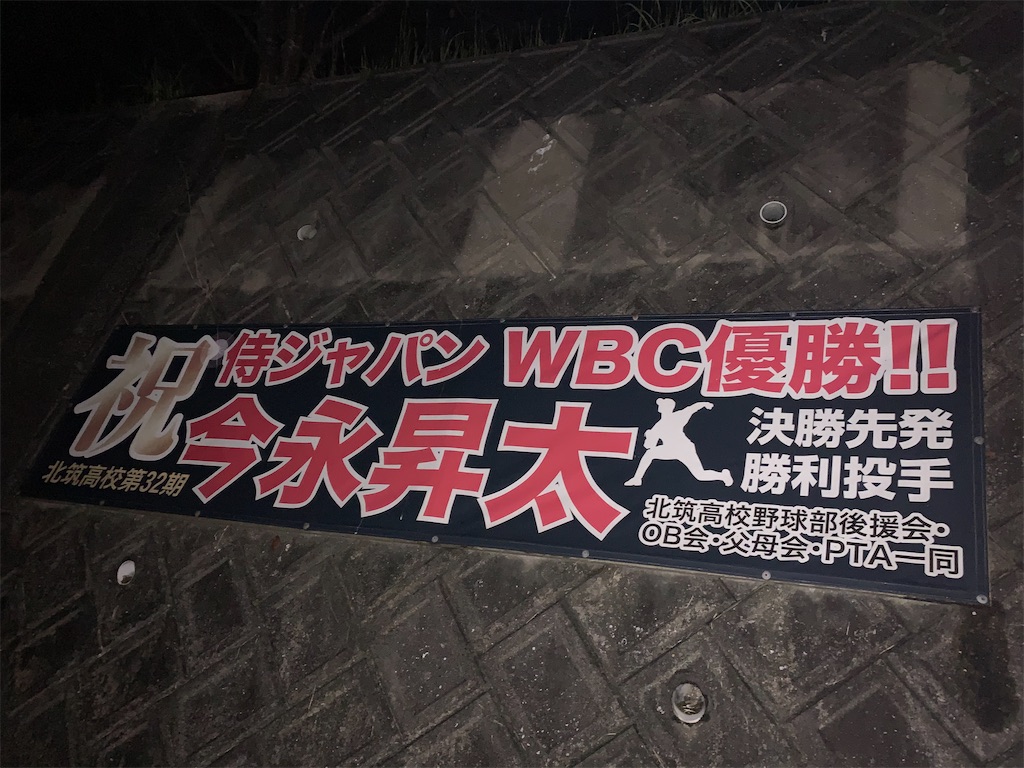 祝
侍ジャパン WBC優勝!!
今永昇太
北筑高校第32期
決勝先発
勝利投手
北筑高校野球部後援会・
OB会・父母会・PTA一同